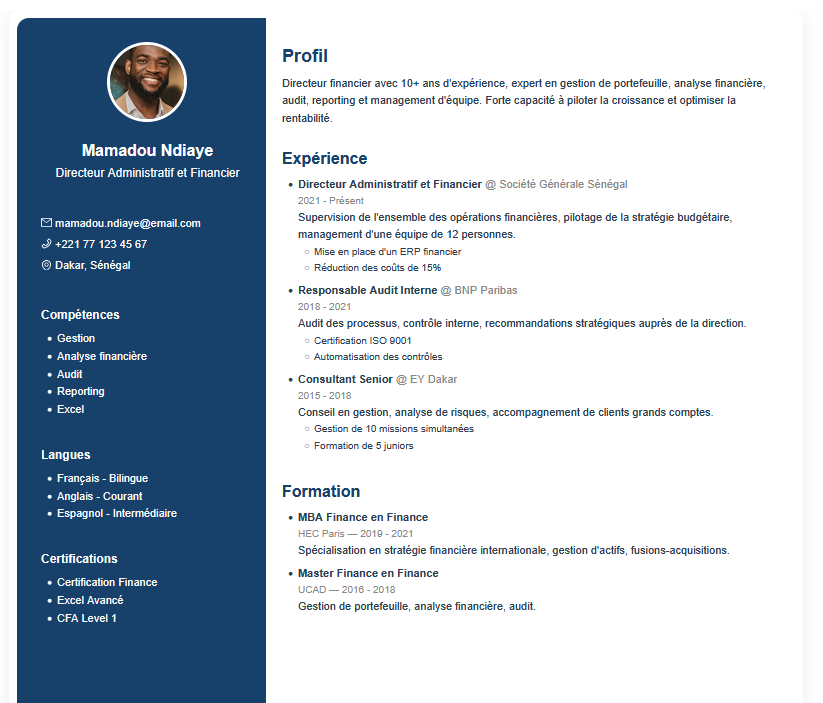 Mamadou Ndiaye
Directeur Administratif et Financier
mamadou.ndiaye@email.com
+221 77 123 45 67
Dakar, Sénégal
Compétences
Gestion
Analyse financière
Audit
Reporting
Excel
Langues
Français - Bilingue
Anglais - Courant
Espagnol - Intermédiaire
Certifications
Certification Finance
Excel Avancé
CFA Level 1
Profil
Directeur financier avec 10+ ans d'expérience, expert en gestion de portefeuille, analyse financière,
audit, reporting et management d'équipe. Forte capacité à piloter la croissance et optimiser la
rentabilité.
Expérience
Directeur Administratif et Financier @ Société Générale Sénégal
2021 - Présent
Supervision de l'ensemble des opérations financières, pilotage de la stratégie budgétaire,
management d'une équipe de 12 personnes.
Mise en place d'un ERP financier
Réduction des coûts de 15%
Responsable Audit Interne @ BNP Paribas
2018 - 2021
Audit des processus, contrôle interne, recommandations stratégiques auprès de la direction.
Certification ISO 9001
Automatisation des contrôles
Consultant Senior @ EY Dakar
2015 - 2018
Conseil en gestion, analyse de risques, accompagnement de clients grands comptes.
Gestion de 10 missions simultanées
Formation de 5 juniors
Formation
MBA Finance en Finance
HEC Paris — 2019 - 2021
Spécialisation en stratégie financière internationale, gestion d'actifs, fusions-acquisitions.
Master Finance en Finance
UCAD — 2016 - 2018
Gestion de portefeuille, analyse financière, audit.